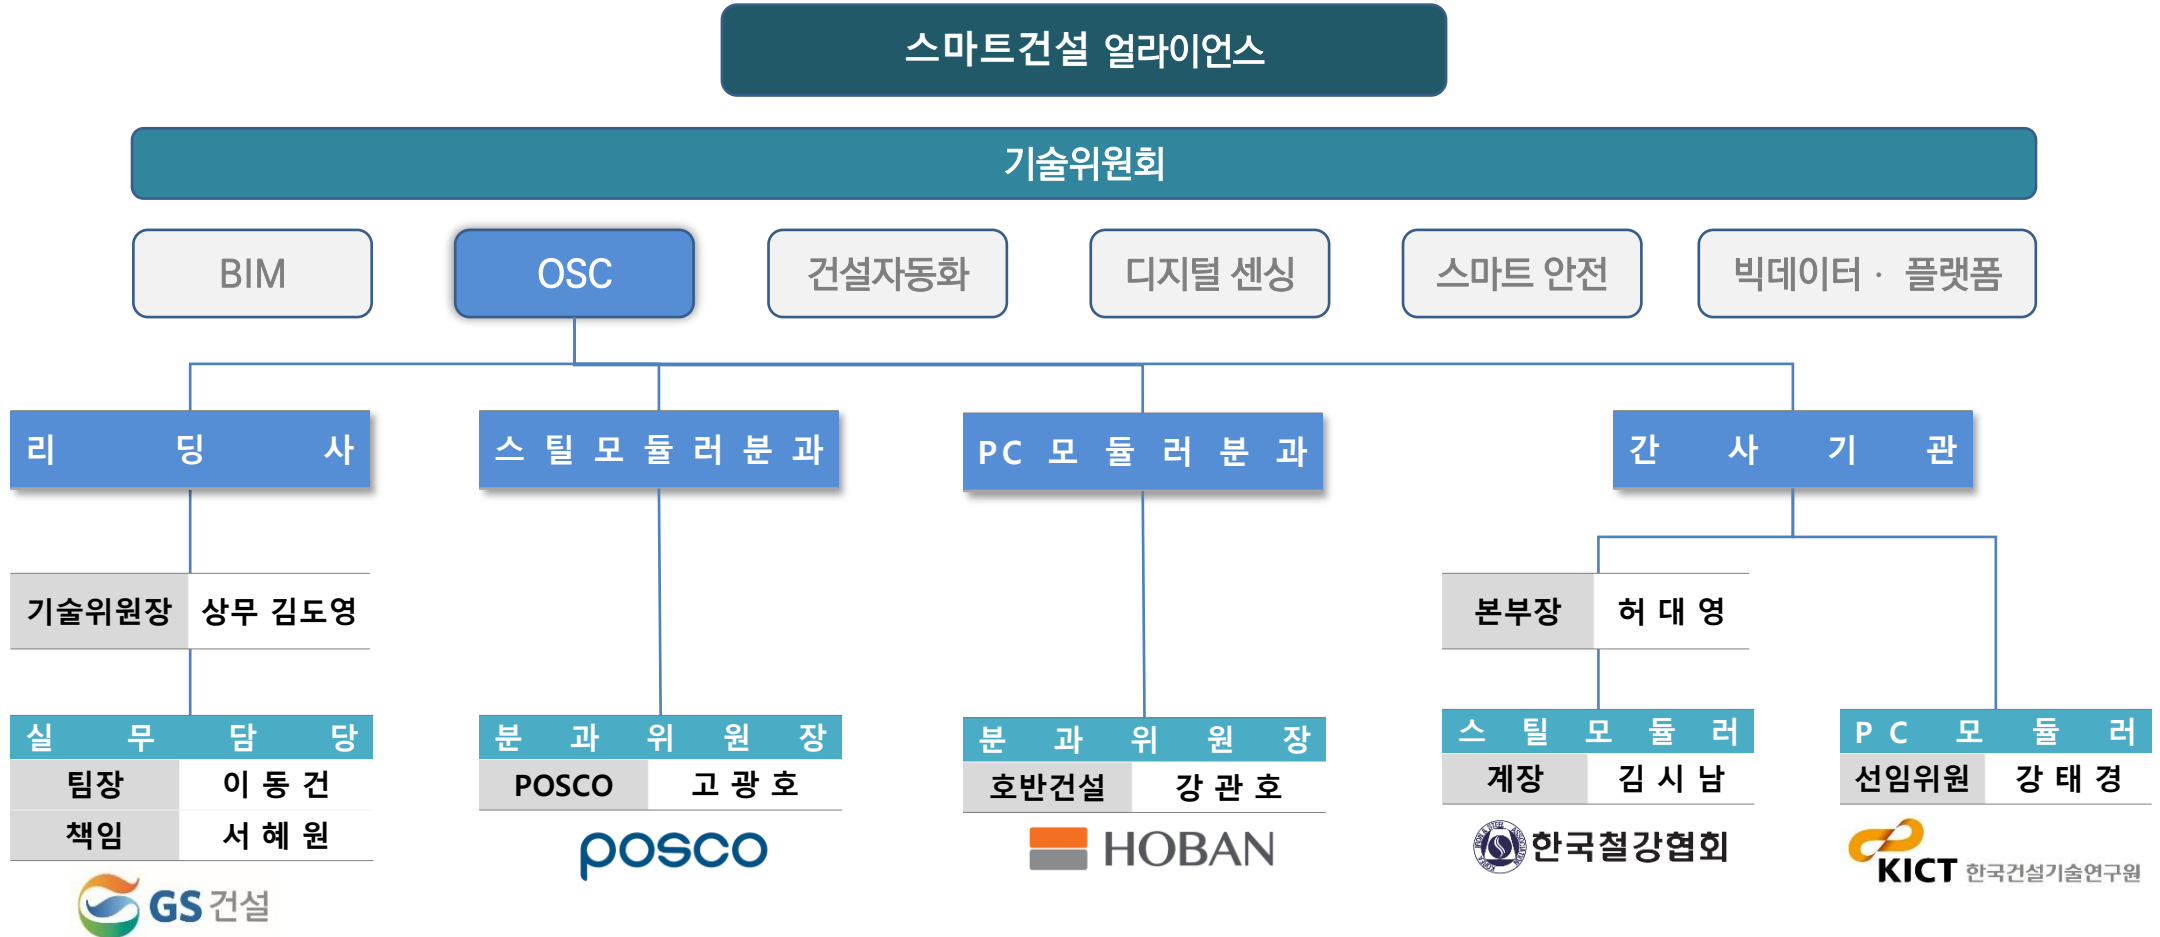 스마트건설 얼라이언스
기술위원회
BIM
OSC
건설자동화
디지털 센싱
스마트 안전
빅데이터 · 플랫폼
리 딩 사
스 틸 모 듈 러 분 과
PC 모 듈 러 분 과
간 사 기 관
기술위원장 상무 김도영
본부장 허 대 영
실 무 담 당
팀장 이 동 건
책임 서 혜 원
GS건설
분 과 위 원 장
POSCO 고 광 호
posco
분 과 위 원 장
호반건설 강 관 호
HOBAN
스 틸 모 듈 러
계장 김 시 남
한국철강협회
P C 모 듈 러
선임위원 강 태 경
KICT 한국건설기술연구원